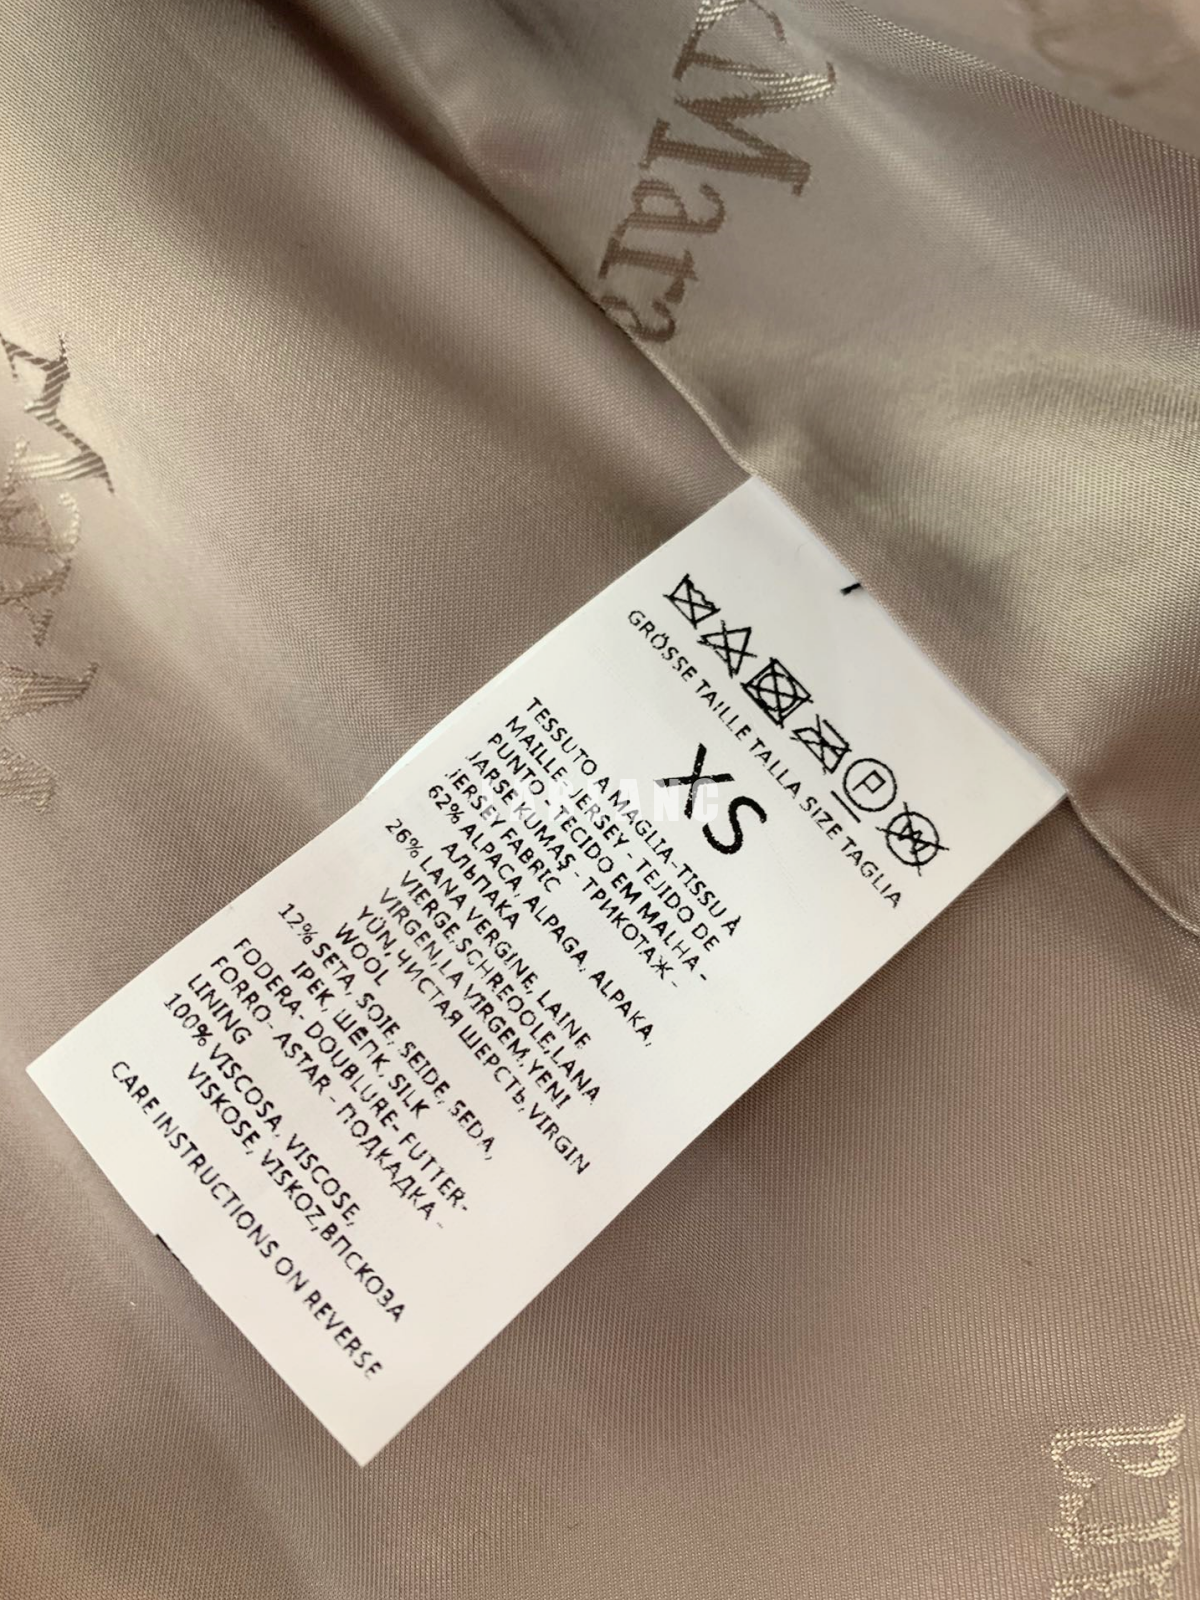 Mara
GRÖSSE TAILLE TALLA SIZE TAGLIA
XS
TESSUTO A MAGLIA-TISSU À
MAILLE- JERSEY - TEJIDO DE
PUNTO - TECIDO EM MALHA -
JARSE KUMAŞ - ТРИКОТАЖ -
JERSEY FABRIC
62% ALPACA, ALPAGA, ALPAKA,
АЛЬПАКА
26% LANA VERGINE, LAINE
VIERGE,SCHREOOLE,LANA
VIRGEN,LA VIRGEM,YENI
YÜN,ЧИСТАЯ ШЕРСТЬ,VIRGIN
WOOL
12% SETA, SOIE, SEIDE, SEDA,
IPEK, ШЁПК, SILK
FODERA- DOUBLURE- FUTTER-
FORRO- ASTAR - ПОДКАДКА -
LINING
100% VISCOSA, VISCOSE,
VISKOSE, VISKOZ,ВПСКОЗА
CARE INSTRUCTIONS ON REVERSE